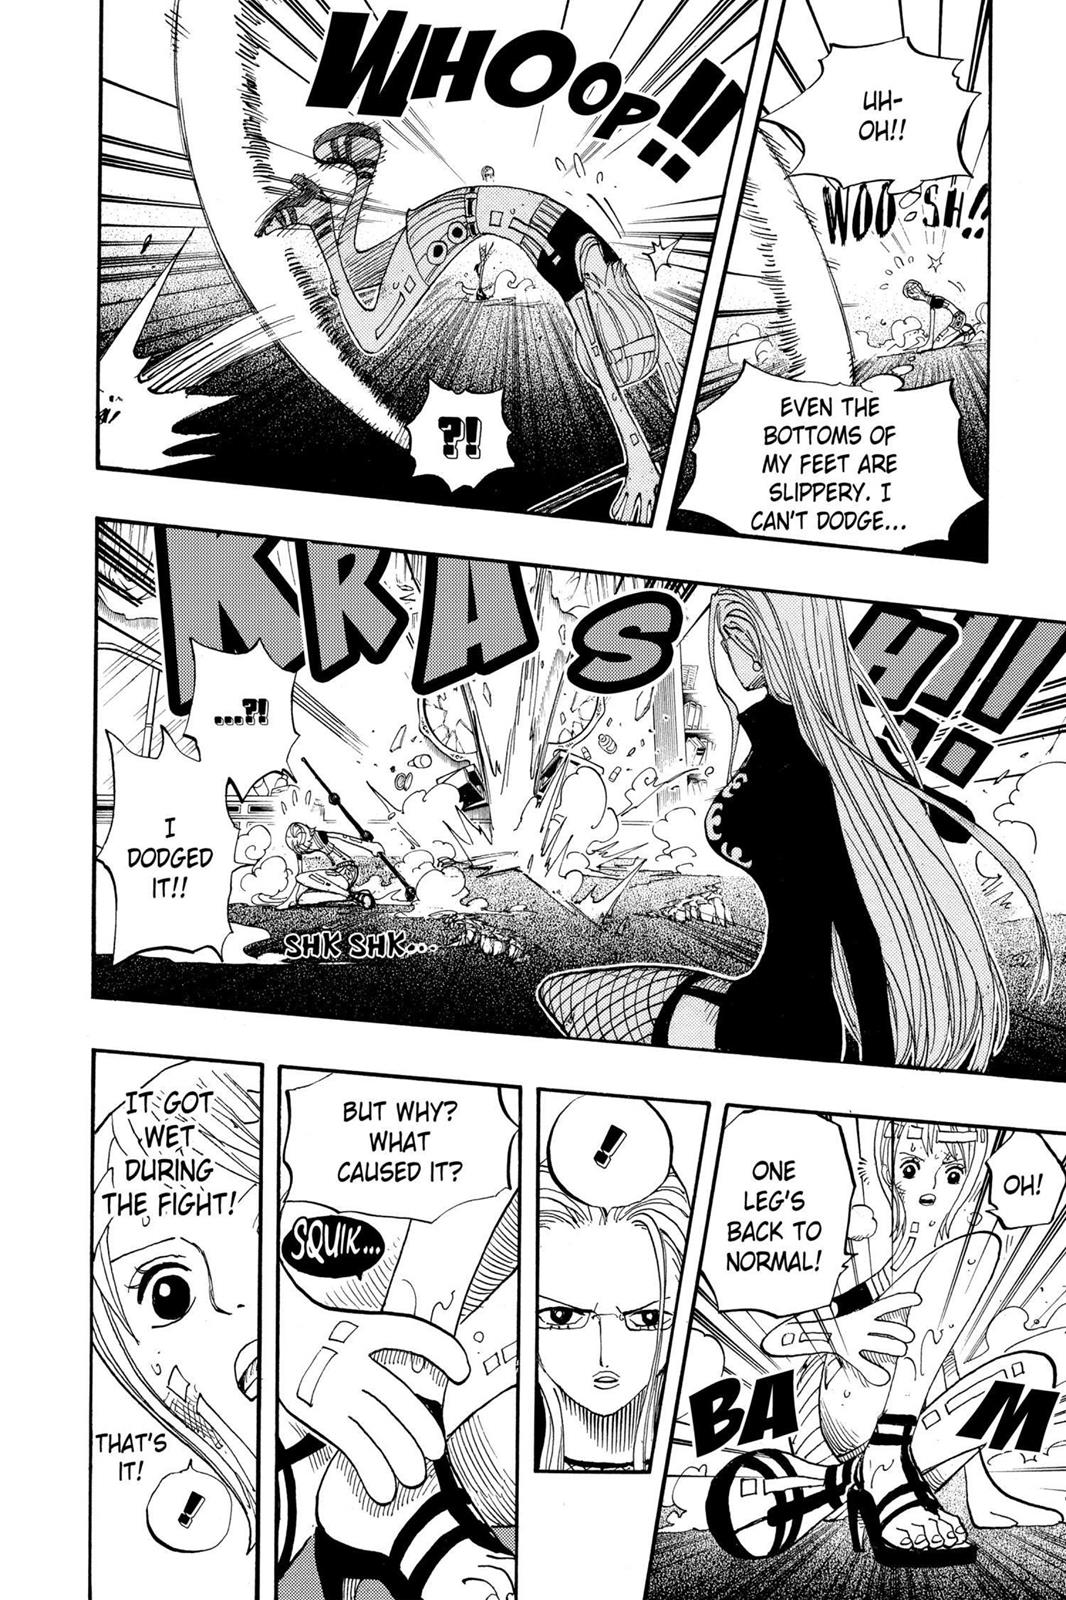 UH-
OH!!
WOOSH!!
EVEN THE
BOTTOMS OF
MY FEET ARE
SLIPPERY. I
CAN'T DODGE...
WHOOP!!
?!
KRASH!!
...?!
I
DODGED
IT!!
SHK SHK...
OH!
ONE
LEG'S
BACK TO
NORMAL!
BAM
!
BUT WHY?
WHAT
CAUSED IT?
SQUIK...
IT GOT
WET
DURING
THE FIGHT!
THAT'S
IT!
!